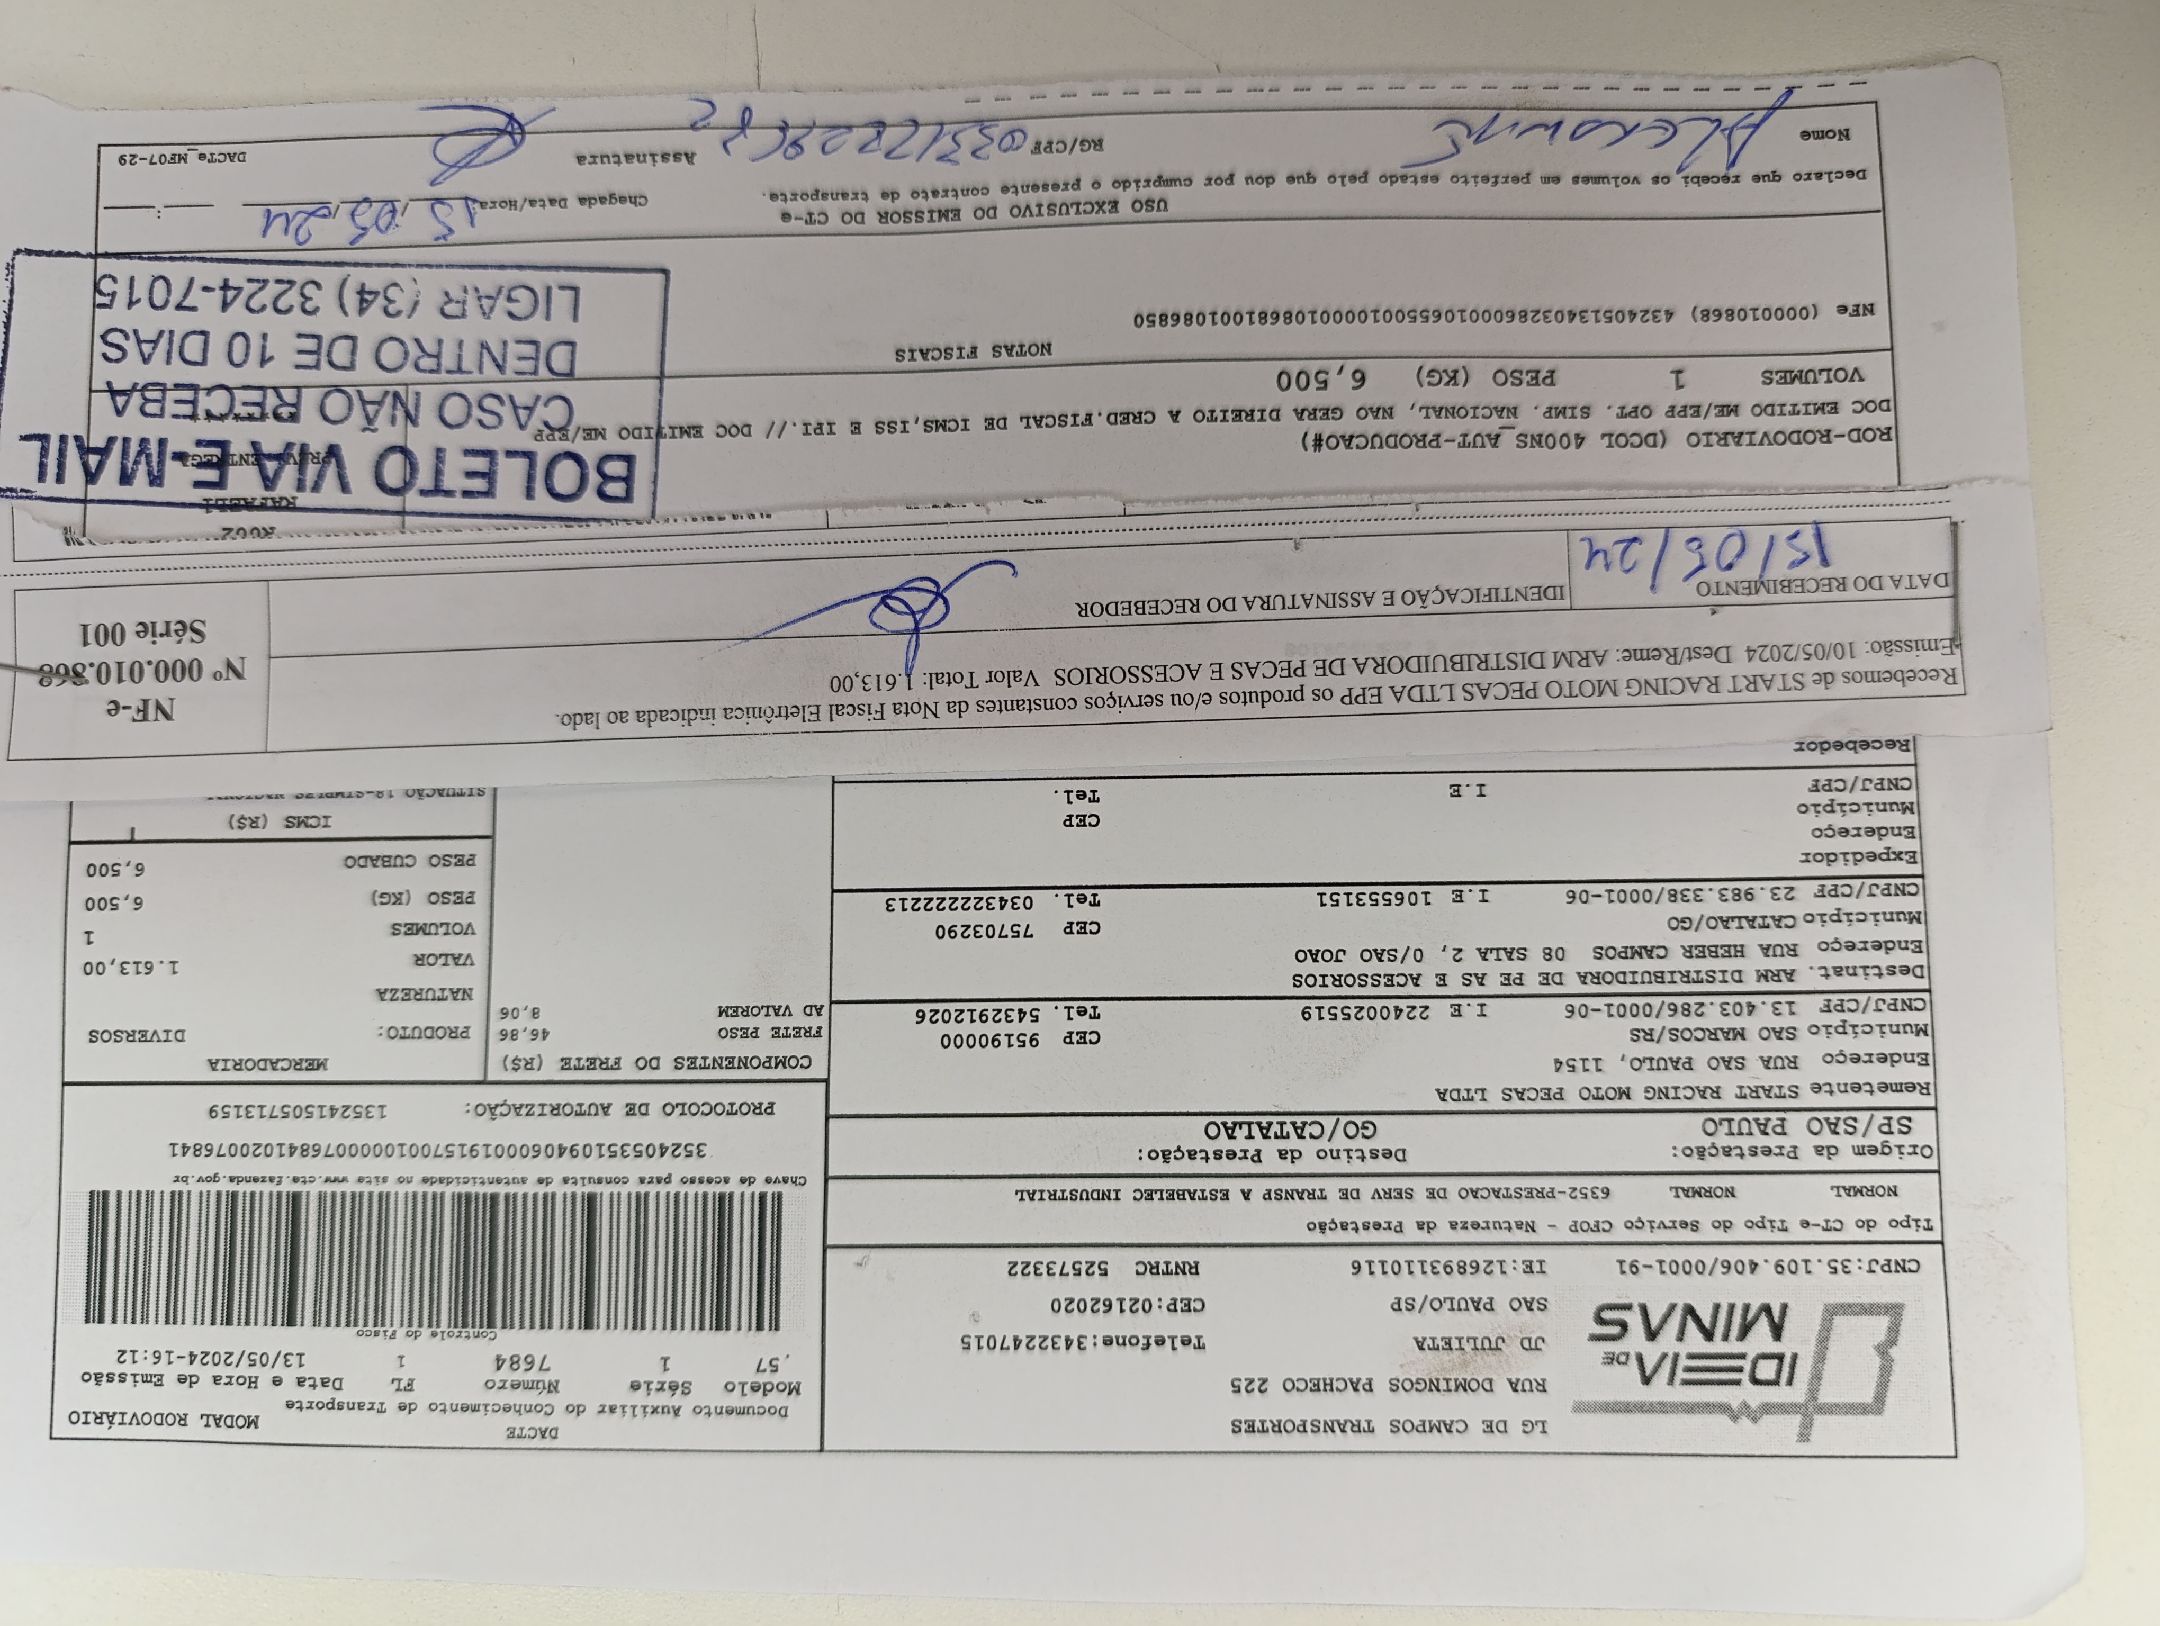 DACTE
Documento Auxiliar do Conhecimento de Transporte
MODAL RODOVIÁRIO
Modelo Série Número FL Data e Hora de Emissão
57 1 7684 1 13/05/2024-16:12
Controle do Fisco
IDEIA DE
MINAS
LG DE CAMPOS TRANSPORTES
RUA DOMINGOS PACHECO 225
JD JULIETA Telefone:3432247015
SAO PAULO/SP CEP:02162020
CNPJ:35.109.406/0001-91 IE:126893110116 RNTRC 52573322
Chave de acesso para consulta de autenticidade no site www.cte.fazenda.gov.br
35240535109406000191570010000076841020076841
PROTOCOLO DE AUTORIZAÇÃO: 135241505713159
Tipo do CT-e Tipo do Serviço CFOP - Natureza da Prestação
NORMAL NORMAL 6352-PRESTACAO DE SERV DE TRANSP A ESTABELEC INDUSTRIAL
Origem da Prestação: Destino da Prestação:
SP/SAO PAULO GO/CATALAO
Remetente START RACING MOTO PECAS LTDA
Endereço RUA SAO PAULO, 1154
Município SAO MARCOS/RS CEP 95190000
CNPJ/CPF 13.403.286/0001-06 I.E 224002519 Tel. 5432912026
Destinat. ARM DISTRIBUIDORA DE PE AS E ACESSORIOS
Endereço RUA HEBER CAMPOS 08 SALA 2, 0/SAO JOAO
Município CATALAO/GO CEP 75703290
CNPJ/CPF 23.983.338/0001-06 I.E 106553151 Tel. 03432222213
Expedidor
Endereço
Município CEP
CNPJ/CPF I.E Tel.
Recebedor
COMPONENTES DO FRETE (R$)
FRETE PESO 46,86
AD VALOREM 8,06
MERCADORIA
PRODUTO: DIVERSOS
NATUREZA
VALOR 1.613,00
VOLUMES 1
PESO (KG) 6,500
PESO CUBADO 6,500
ICMS (R$)
SITUAÇÃO 18-SIMPLES
Recebemos de START RACING MOTO PECAS LTDA EPP os produtos e/ou serviços constantes da Nota Fiscal Eletrônica indicada ao lado.
Emissão: 10/05/2024 Dest/Reme: ARM DISTRIBUIDORA DE PECAS E ACESSORIOS Valor Total: 1.613,00
DATA DO RECEBIMENTO
15/05/24
IDENTIFICAÇÃO E ASSINATURA DO RECEBEDOR
NF-e
Nº 000.010.868
Série 001
R002
RAFAEL1
ROD-RODOVIARIO (DCOL 400NS_AUT-PRODUCAO#)
DOC EMITIDO ME/EPP OPT. SIMP. NACIONAL, NAO GERA DIREITO A CRED.FISCAL DE ICMS,ISS E IPI.// DOC EMITIDO ME/EPP
VOLUMES 1 PESO (KG) 6,500
BOLETO VIA E-MAIL
CASO NÃO RECEBA
DENTRO DE 10 DIAS
LIGAR (34) 3224-7015
NOTAS FISCAIS
NFe (000010868) 43240513403286000106550010000108681001086850
USO EXCLUSIVO DO EMISSOR DO CT-e
Declaro que recebi os volumes em perfeito estado pelo que dou por cumprido o presente contrato de transporte.
Chegada Data/Hora: 15/05/24
Nome
RG/CPF
Assinatura
DACTe_MF07-29